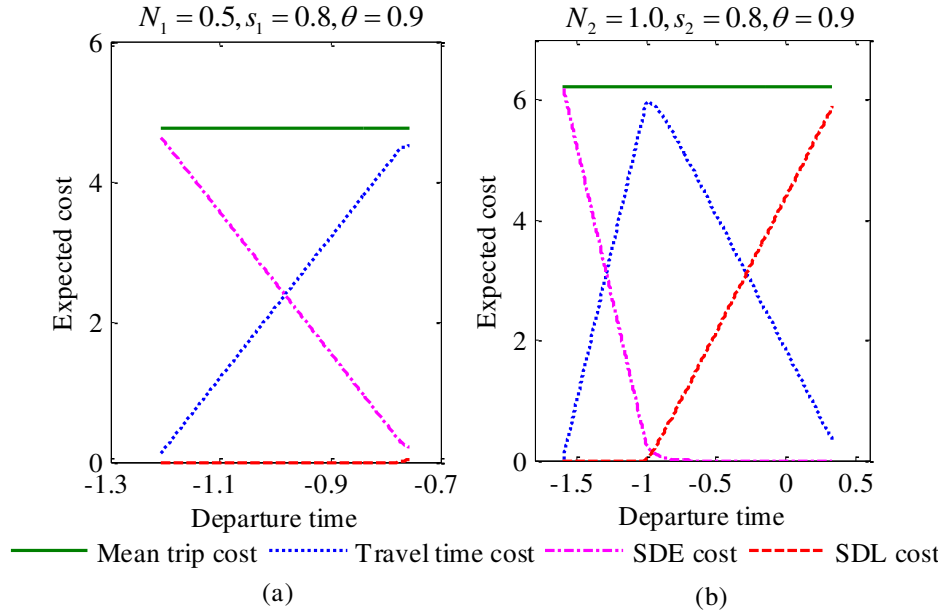 N₁ = 0.5, s₁ = 0.8, θ = 0.9
N₂ = 1.0, s₂ = 0.8, θ = 0.9
Expected cost
6
4
2
0
-1.3
-1.1
-0.9
-0.7
Departure time
Expected cost
6
4
2
0
-1.5
-1
-0.5
0
0.5
Departure time
Mean trip cost
Travel time cost
SDE cost
SDL cost
(a)
(b)